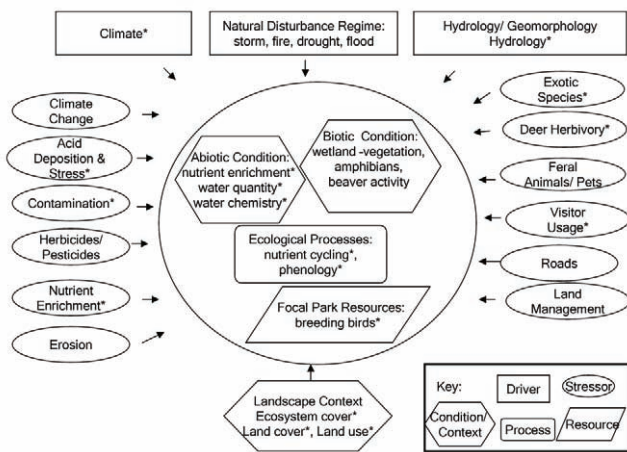 Climate*
Natural Disturbance Regime:
storm, fire, drought, flood
Hydrology/ Geomorphology
Hydrology*
Climate
Change
Acid
Deposition &
Stress*
Contamination*
Herbicides/
Pesticides
Nutrient
Enrichment*
Erosion
Abiotic Condition:
nutrient enrichment*
water quantity*
water chemistry*
Biotic Condition:
wetland -vegetation,
amphibians,
beaver activity
Ecological Processes:
nutrient cycling*,
phenology*
Focal Park Resources:
breeding birds*
Exotic
Species*
Deer Herbivory*
Feral
Animals/ Pets
Visitor
Usage*
Roads
Land
Management
Landscape Context
Ecosystem cover*
Land cover*, Land use*
Key:
Driver
Stressor
Condition/
Context
Process
Resource